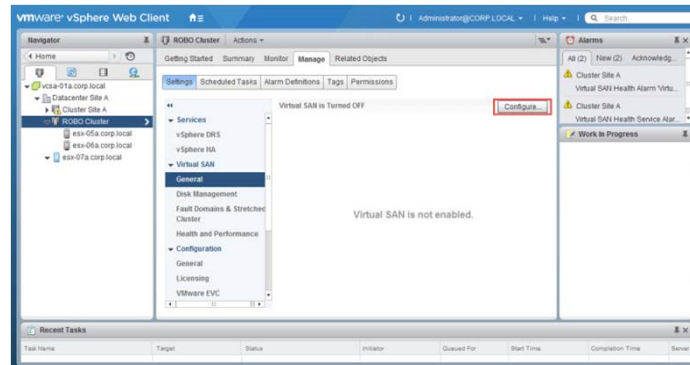 vmware® vSphere Web Client
Administrator@CORP.LOCAL
Help
Search
Navigator
Home
vcsa-01a.corp.local
Datacenter Site A
Cluster Site A
ROBO Cluster
esx-05a.corp.local
esx-06a.corp.local
esx-07a.corp.local
ROBO Cluster Actions
Getting Started Summary Monitor Manage Related Objects
Settings Scheduled Tasks Alarm Definitions Tags Permissions
Services
vSphere DRS
vSphere HA
Virtual SAN
General
Disk Management
Fault Domains & Stretched
Cluster
Health and Performance
Configuration
General
Licensing
VMware EVC
Virtual SAN is Turned OFF
Configure...
Virtual SAN is not enabled.
Alarms
All (2) New (2) Acknowledg...
Cluster Site A
Virtual SAN Health Alarm 'Virtu...
Cluster Site A
Virtual SAN Health Service Alar...
Work In Progress
Recent Tasks
Task Name Target Status Initiator Queued For Start Time Completion Time Server